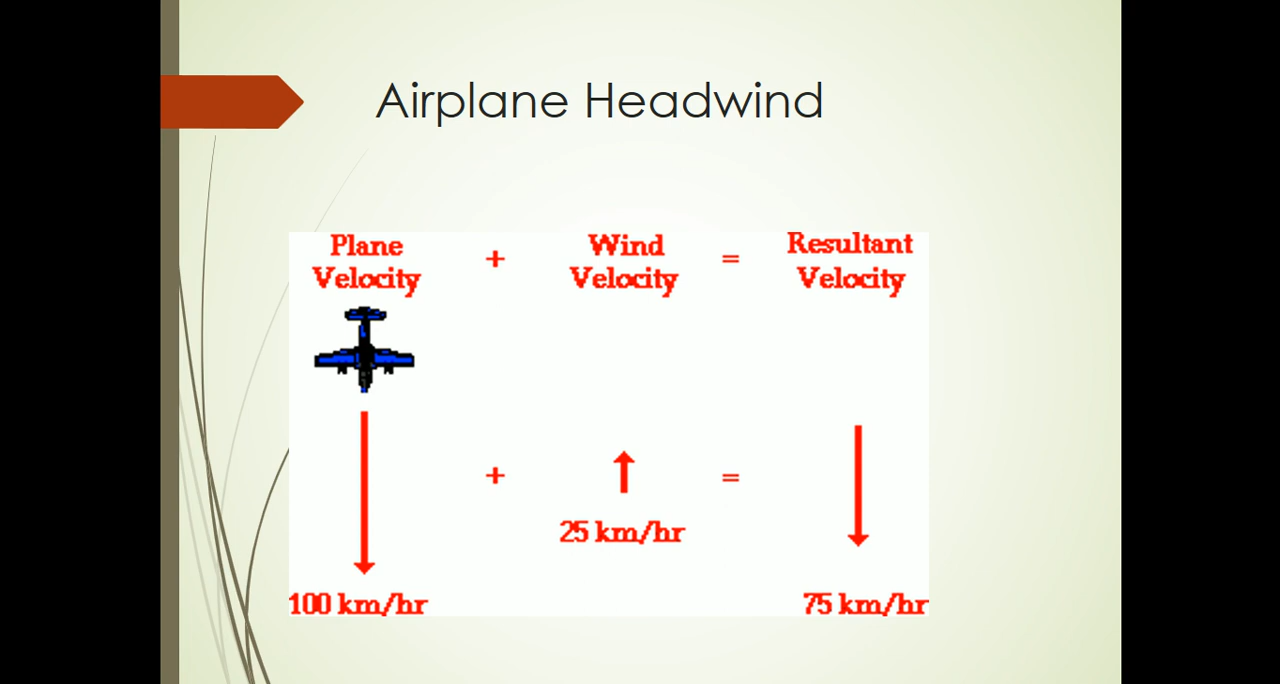 Airplane Headwind
Plane Velocity + Wind Velocity = Resultant Velocity
+ =
25 km/hr
100 km/hr 75 km/hr